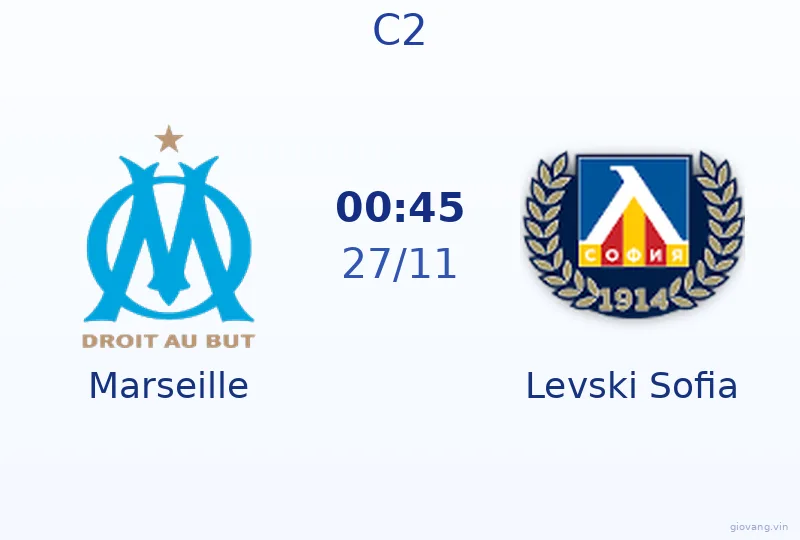 C2
00:45
27/11
DROIT AU BUT
СОФИЯ
1914
Marseille
Levski Sofia
giovang.vin